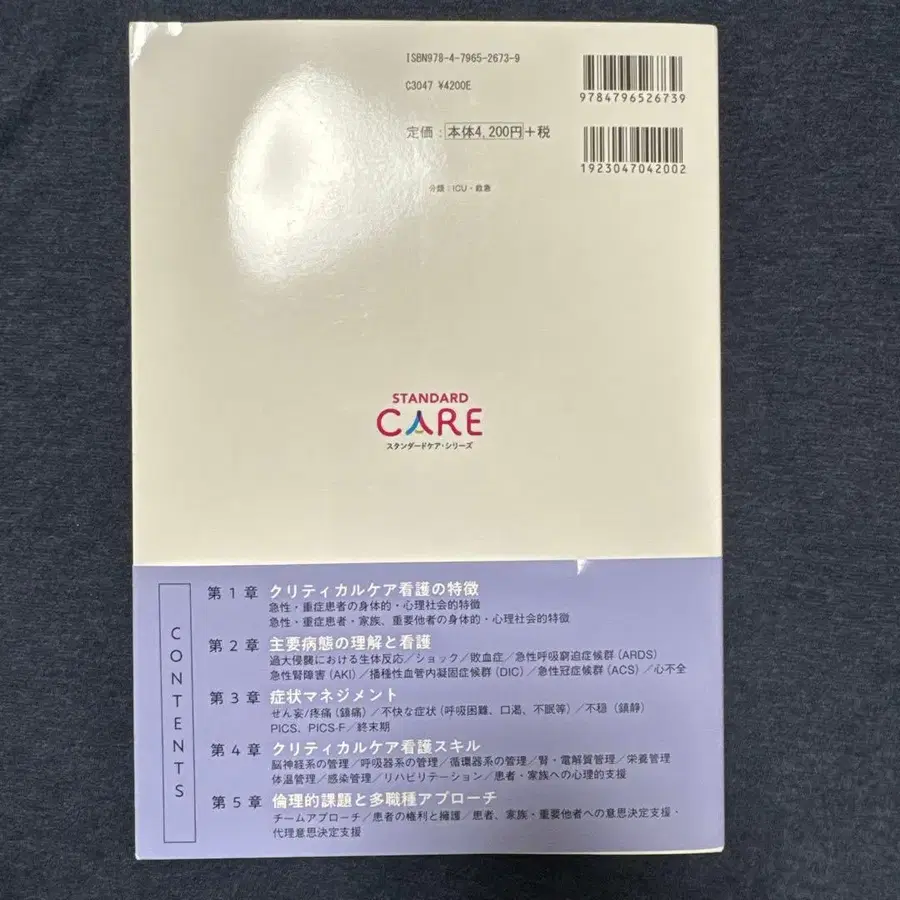 ISBN978-4-7965-2673-9
C3047 ¥4200E
定価：本体4,200円+税
9784796526739
1923047042002
分類：ICU・救急
STANDARD
CARE
スタンダードケア・シリーズ
CONTENTS
第1章 クリティカルケア看護の特徴
急性・重症患者の身体的・心理社会的特徴
急性・重症患者・家族、重要他者の身体的・心理社会的特徴
第2章 主要病態の理解と看護
過大侵襲における生体反応／ショック／敗血症／急性呼吸窮迫症候群（ARDS）
急性腎障害（AKI）／播種性血管内凝固症候群（DIC）／急性冠症候群（ACS）／心不全
第3章 症状マネジメント
せん妄/疼痛（鎮痛）／不快な症状（呼吸困難、口渇、不眠等）／不穏（鎮静）
PICS、PICS-F／終末期
第4章 クリティカルケア看護スキル
脳神経系の管理／呼吸器系の管理／循環器系の管理／腎・電解質管理／栄養管理
体温管理／感染管理／リハビリテーション／患者・家族への心理的支援
第5章 倫理的課題と多職種アプローチ
チームアプローチ／患者の権利と擁護／患者、家族・重要他者への意思決定支援・
代理意思決定支援